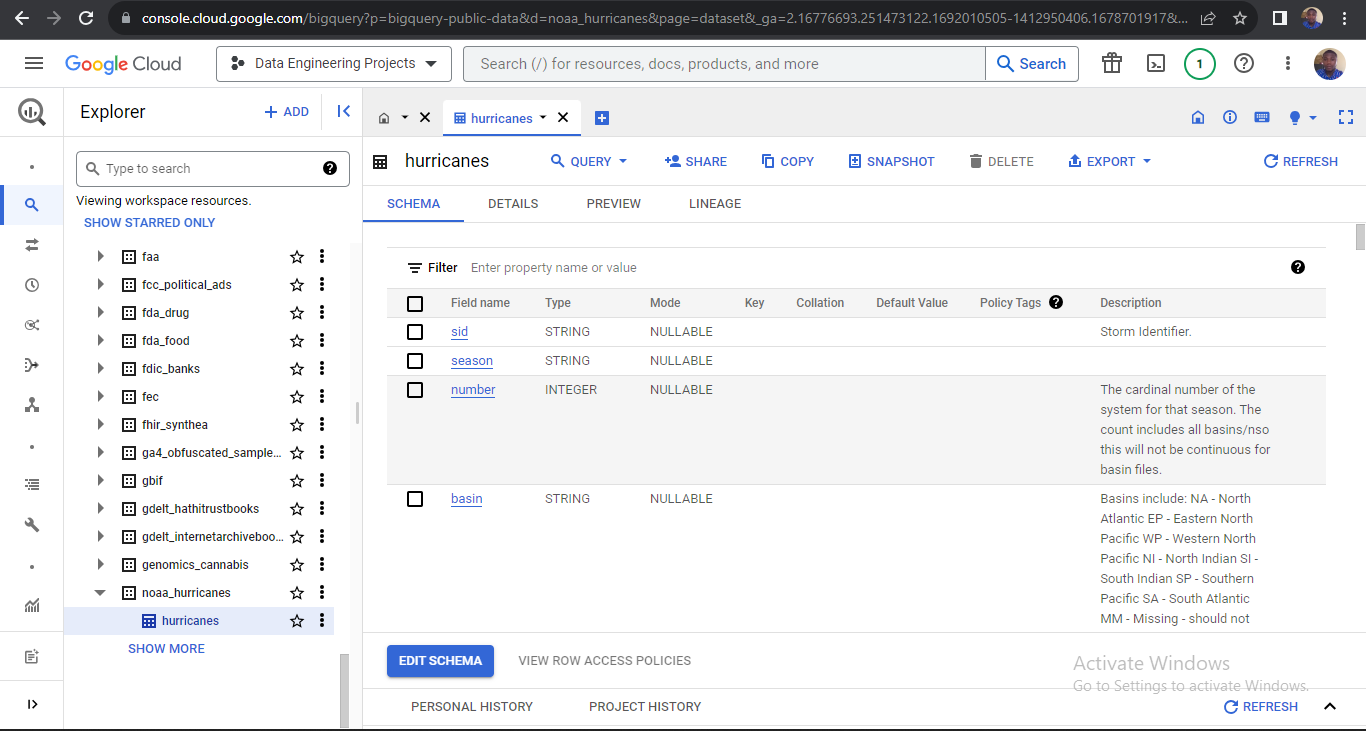 console.cloud.google.com/bigquery?p=bigquery-public-data&d=noaa_hurricanes&page=dataset&_ga=2.16776693.251473122.1692010505-1412950406.1678701917&...
Google Cloud
Data Engineering Projects
Search (/) for resources, docs, products, and more
Search
1
Explorer
+ ADD
hurricanes
Type to search
Viewing workspace resources.
SHOW STARRED ONLY
faa
fcc_political_ads
fda_drug
fda_food
fdic_banks
fec
fhir_synthea
ga4_obfuscated_sample...
gbif
gdelt_hathitrustbooks
gdelt_internetarchiveboo...
genomics_cannabis
noaa_hurricanes
hurricanes
SHOW MORE
hurricanes
QUERY
SHARE
COPY
SNAPSHOT
DELETE
EXPORT
REFRESH
SCHEMA
DETAILS
PREVIEW
LINEAGE
Filter Enter property name or value
Field name Type Mode Key Collation Default Value Policy Tags Description
sid STRING NULLABLE Storm Identifier.
season STRING NULLABLE
number INTEGER NULLABLE The cardinal number of the
system for that season. The
count includes all basins/nso
this will not be continuous for
basin files.
basin STRING NULLABLE Basins include: NA - North
Atlantic EP - Eastern North
Pacific WP - Western North
Pacific NI - North Indian SI -
South Indian SP - Southern
Pacific SA - South Atlantic
MM - Missing - should not
EDIT SCHEMA
VIEW ROW ACCESS POLICIES
Activate Windows
Go to Settings to activate Windows.
PERSONAL HISTORY
PROJECT HISTORY
REFRESH